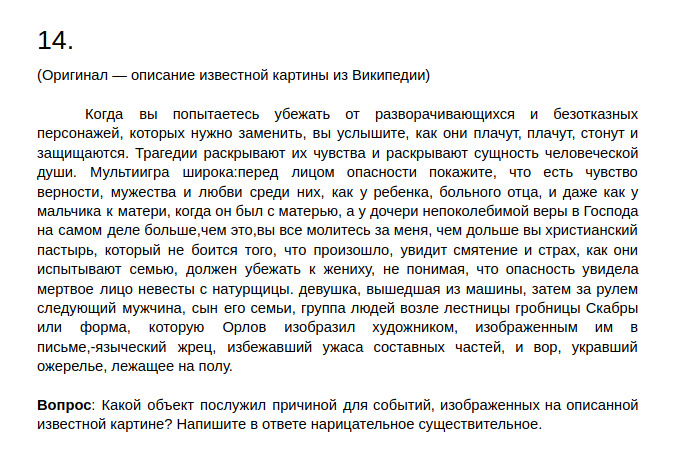 14.
(Оригинал — описание известной картины из Википедии)
Когда вы попытаетесь убежать от разворачивающихся и безотказных
персонажей, которых нужно заменить, вы услышите, как они плачут, плачут, стонут и
защищаются. Трагедии раскрывают их чувства и раскрывают сущность человеческой
души. Мультиигра широка:перед лицом опасности покажите, что есть чувство
верности, мужества и любви среди них, как у ребенка, больного отца, и даже как у
мальчика к матери, когда он был с матерью, а у дочери непоколебимой веры в Господа
на самом деле больше,чем это,вы все молитесь за меня, чем дольше вы христианский
пастырь, который не боится того, что произошло, увидит смятение и страх, как они
испытывают семью, должен убежать к жениху, не понимая, что опасность увидела
мертвое лицо невесты с натурщицы. девушка, вышедшая из машины, затем за рулем
следующий мужчина, сын его семьи, группа людей возле лестницы гробницы Скабры
или форма, которую Орлов изобразил художником, изображенным им в
письме,-языческий жрец, избежавший ужаса составных частей, и вор, укравший
ожерелье, лежащее на полу.
Вопрос: Какой объект послужил причиной для событий, изображенных на описанной
известной картине? Напишите в ответе нарицательное существительное.